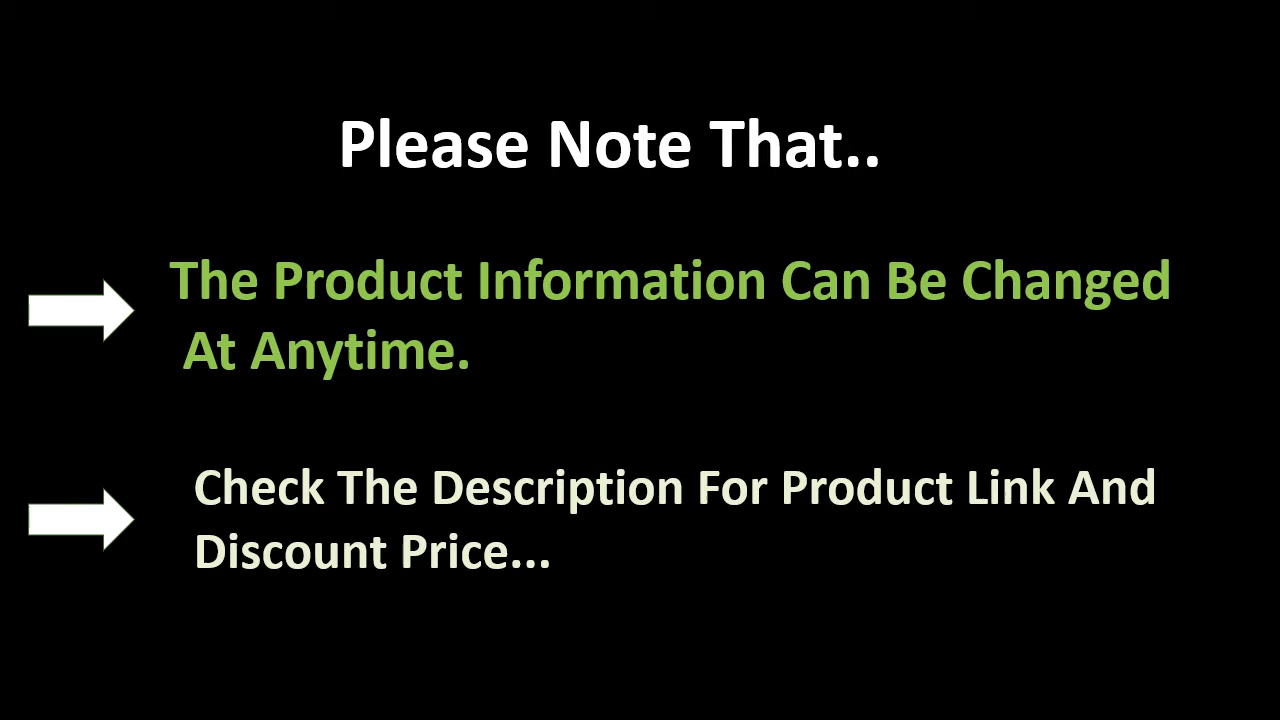 Please Note That..
The Product Information Can Be Changed
At Anytime.
Check The Description For Product Link And
Discount Price...